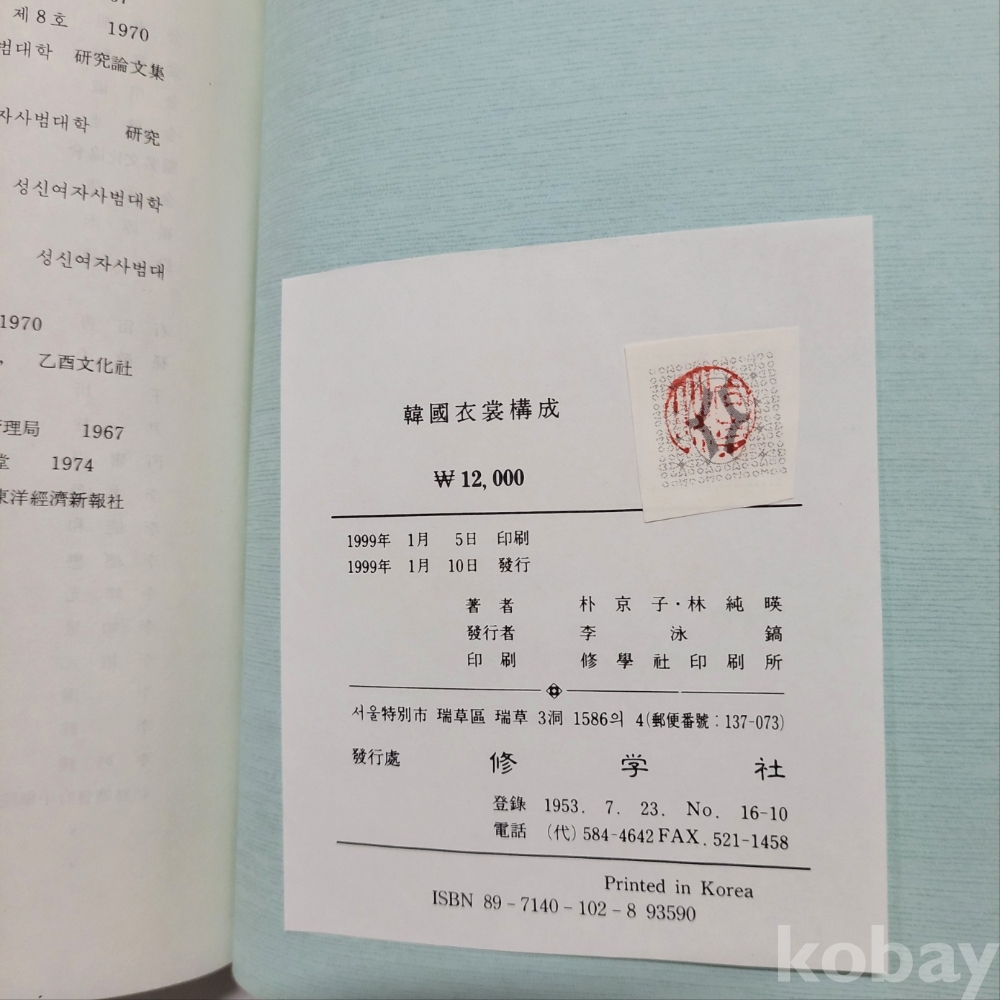 제8호 1970
범대학 研究論文集
자사범대학 研究
성신여자사범대학
성신여자사범대
1970
, 乙酉文化社
理局 1967
堂 1974
東洋經濟新報社
韓國衣裳構成
₩ 12,000
1999年 1月 5日 印刷
1999年 1月 10日 發行
著者 朴京子·林純暎
發行者 李泳鎬
印刷 修學社印刷所
서울特別市 瑞草區 瑞草 3洞 1586의 4(郵便番號 : 137-073)
發行處 修学社
登錄 1953. 7. 23. No. 16-10
電話 (代) 584-4642 FAX. 521-1458
Printed in Korea
ISBN 89-7140-102-8 93590
kobay